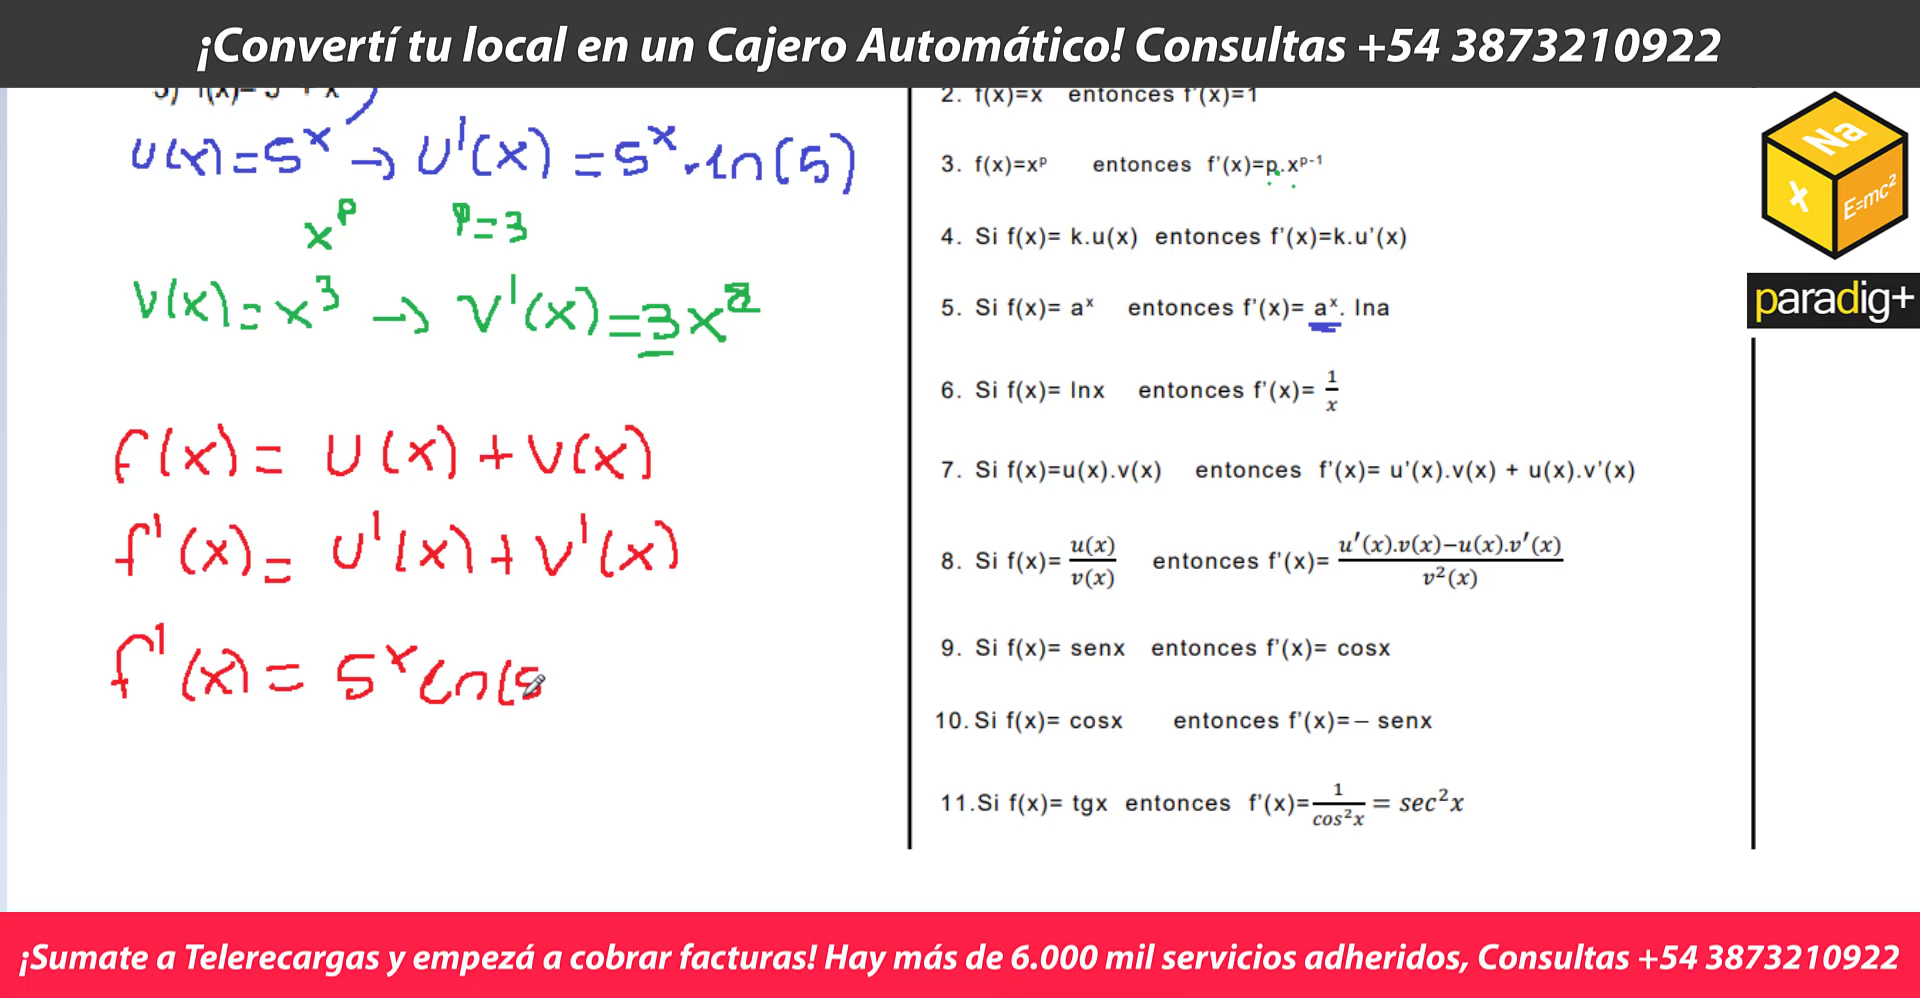 ¡Convertí tu local en un Cajero Automático! Consultas +54 3873210922
u(x)=5ˣ → u'(x)=5ˣ.ln(5)
xᵖ p=3
v(x)=x³ → v'(x)=3x²
f(x)= u(x)+v(x)
f'(x)= u'(x)+v'(x)
f'(x)= 5ˣ ln(5
2. f(x)=x entonces f'(x)=1
3. f(x)=xᵖ entonces f'(x)=p.xᵖ⁻¹
4. Si f(x)= k.u(x) entonces f'(x)=k.u'(x)
5. Si f(x)= aˣ entonces f'(x)= aˣ. lna
6. Si f(x)= lnx entonces f'(x)= 1/x
7. Si f(x)=u(x).v(x) entonces f'(x)= u'(x).v(x) + u(x).v'(x)
8. Si f(x)= u(x)/v(x) entonces f'(x)= u'(x).v(x)−u(x).v'(x)/v²(x)
9. Si f(x)= senx entonces f'(x)= cosx
10. Si f(x)= cosx entonces f'(x)=− senx
11.Si f(x)= tgx entonces f'(x)= 1/cos²x = sec²x
Na
x
E=mc²
paradig+
¡Sumate a Telerecargas y empezá a cobrar facturas! Hay más de 6.000 mil servicios adheridos, Consultas +54 3873210922